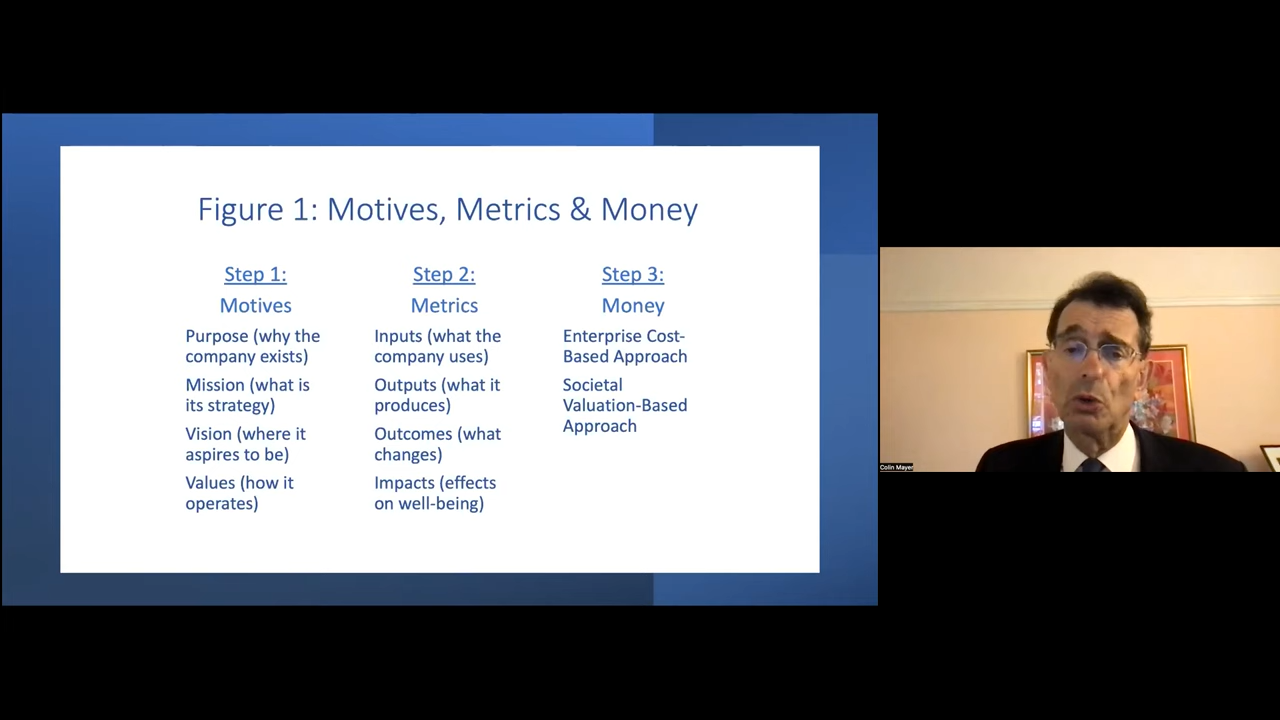 Figure 1: Motives, Metrics & Money
Step 1:
Motives
Purpose (why the
company exists)
Mission (what is
its strategy)
Vision (where it
aspires to be)
Values (how it
operates)
Step 2:
Metrics
Inputs (what the
company uses)
Outputs (what it
produces)
Outcomes (what
changes)
Impacts (effects
on well-being)
Step 3:
Money
Enterprise Cost-
Based Approach
Societal
Valuation-Based
Approach
Colin Mayer